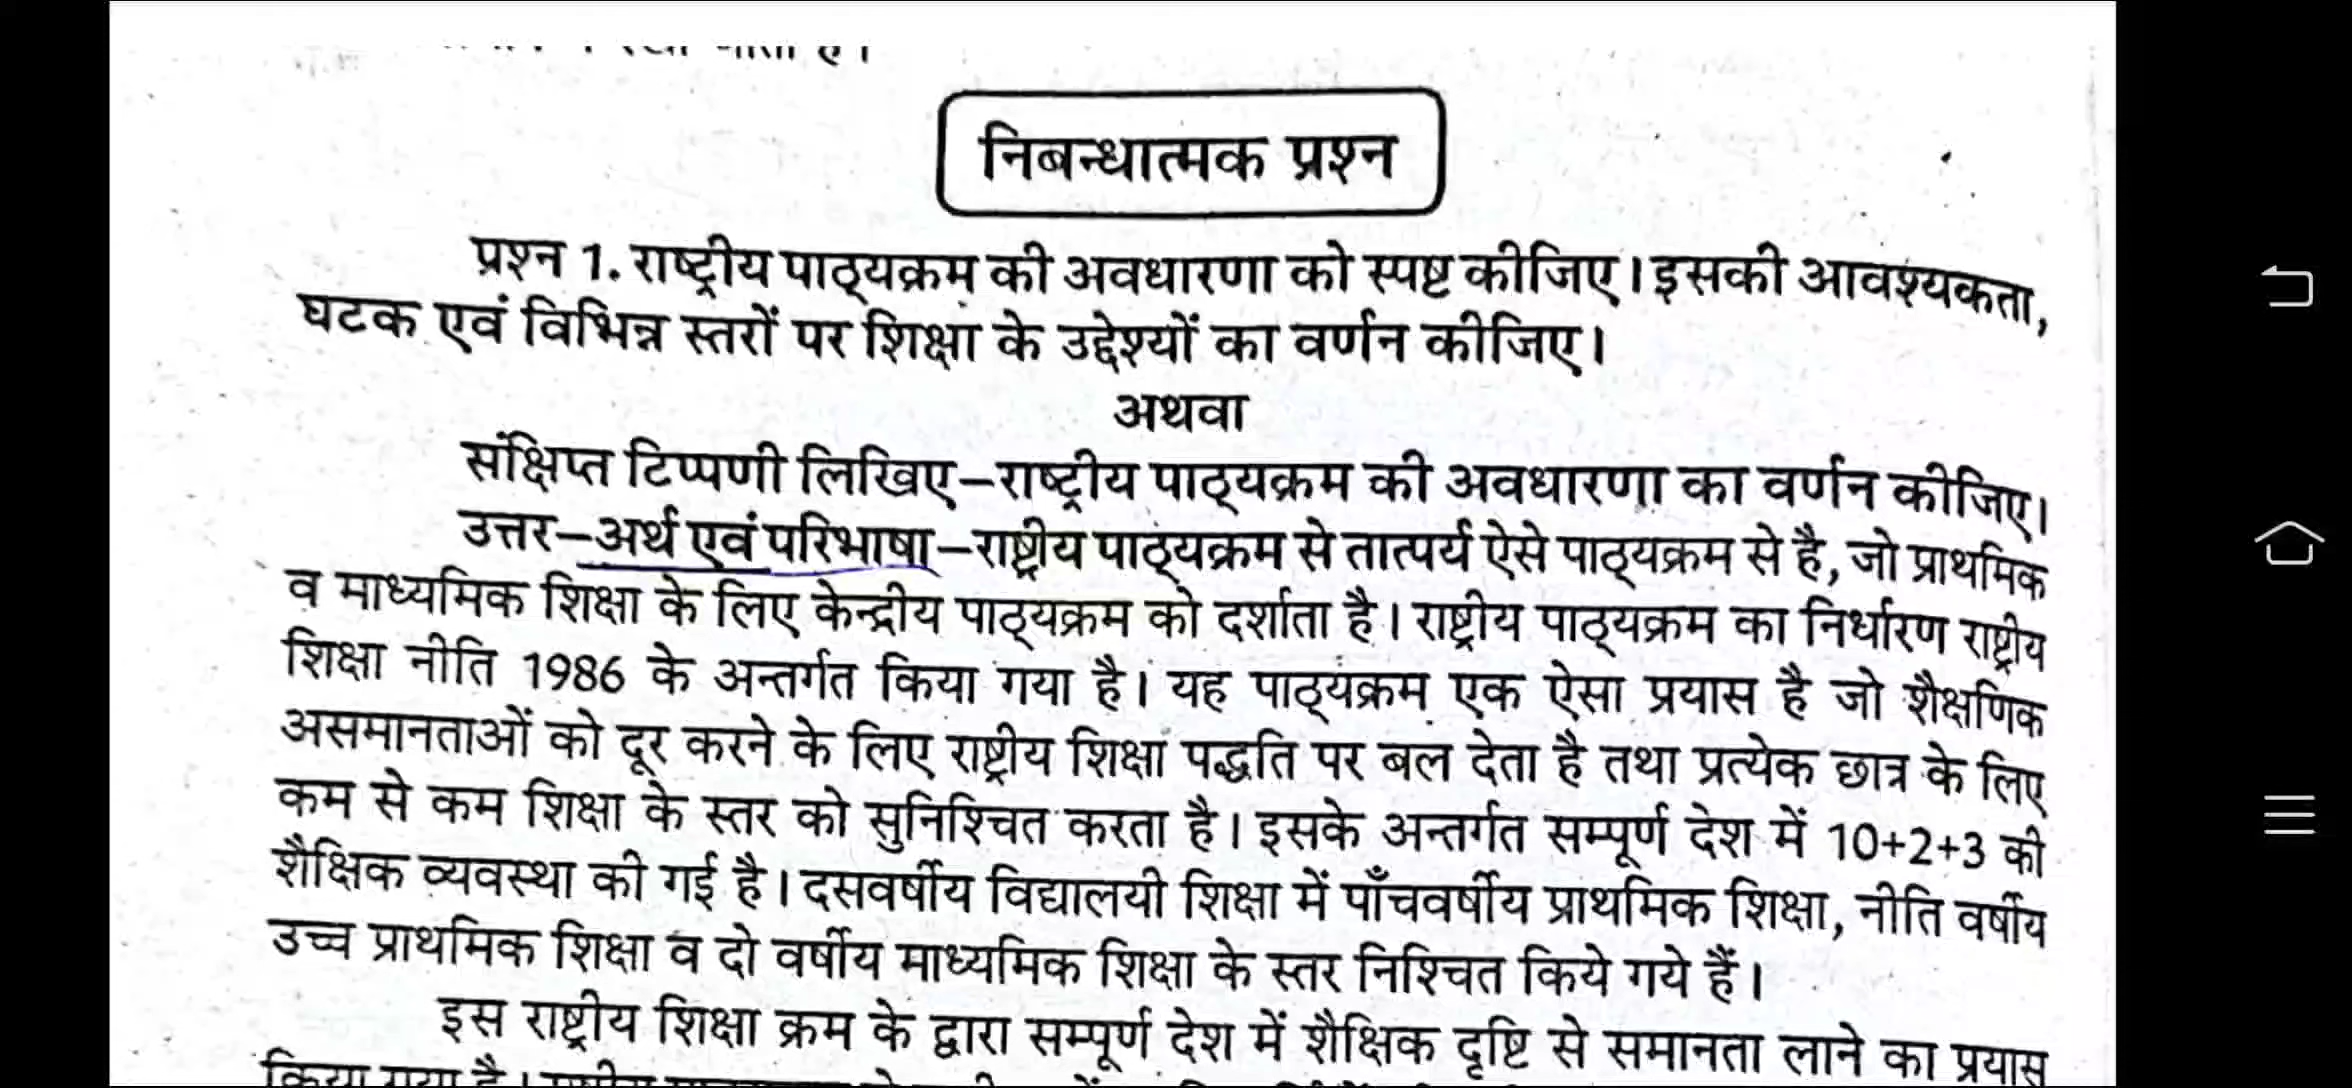 निबन्धात्मक प्रश्न
प्रश्न 1. राष्ट्रीय पाठ्यक्रम की अवधारणा को स्पष्ट कीजिए। इसकी आवश्यकता,
घटक एवं विभिन्न स्तरों पर शिक्षा के उद्देश्यों का वर्णन कीजिए।
अथवा
संक्षिप्त टिप्पणी लिखिए–राष्ट्रीय पाठ्यक्रम की अवधारणा का वर्णन कीजिए।
उत्तर–अर्थ एवं परिभाषा–राष्ट्रीय पाठ्यक्रम से तात्पर्य ऐसे पाठ्यक्रम से है, जो प्राथमिक
व माध्यमिक शिक्षा के लिए केन्द्रीय पाठ्यक्रम को दर्शाता है। राष्ट्रीय पाठ्यक्रम का निर्धारण राष्ट्रीय
शिक्षा नीति 1986 के अन्तर्गत किया गया है। यह पाठ्यक्रम एक ऐसा प्रयास है जो शैक्षणिक
असमानताओं को दूर करने के लिए राष्ट्रीय शिक्षा पद्धति पर बल देता है तथा प्रत्येक छात्र के लिए
कम से कम शिक्षा के स्तर को सुनिश्चित करता है। इसके अन्तर्गत सम्पूर्ण देश में 10+2+3 की
शैक्षिक व्यवस्था की गई है। दसवर्षीय विद्यालयी शिक्षा में पाँचवर्षीय प्राथमिक शिक्षा, नीति वर्षीय
उच्च प्राथमिक शिक्षा व दो वर्षीय माध्यमिक शिक्षा के स्तर निश्चित किये गये हैं।
इस राष्ट्रीय शिक्षा क्रम के द्वारा सम्पूर्ण देश में शैक्षिक दृष्टि से समानता लाने का प्रयास
किया गया है।